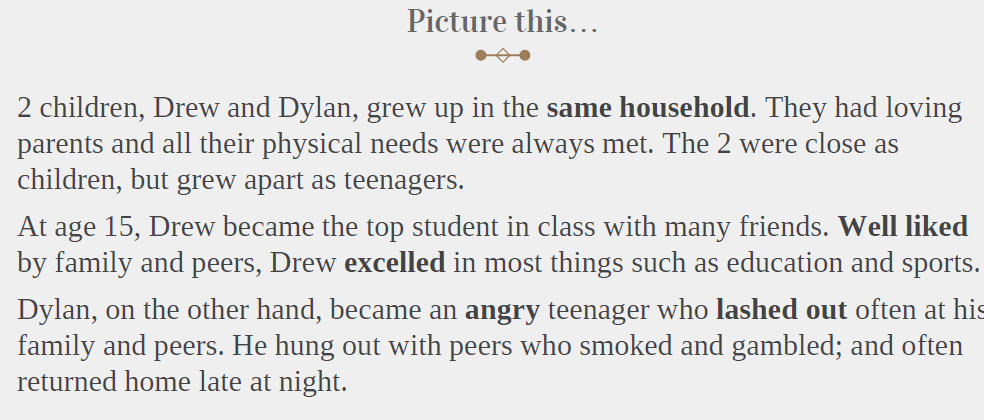 Picture this...
2 children, Drew and Dylan, grew up in the same household. They had loving
parents and all their physical needs were always met. The 2 were close as
children, but grew apart as teenagers.
At age 15, Drew became the top student in class with many friends. Well liked
by family and peers, Drew excelled in most things such as education and sports.
Dylan, on the other hand, became an angry teenager who lashed out often at his
family and peers. He hung out with peers who smoked and gambled; and often
returned home late at night.